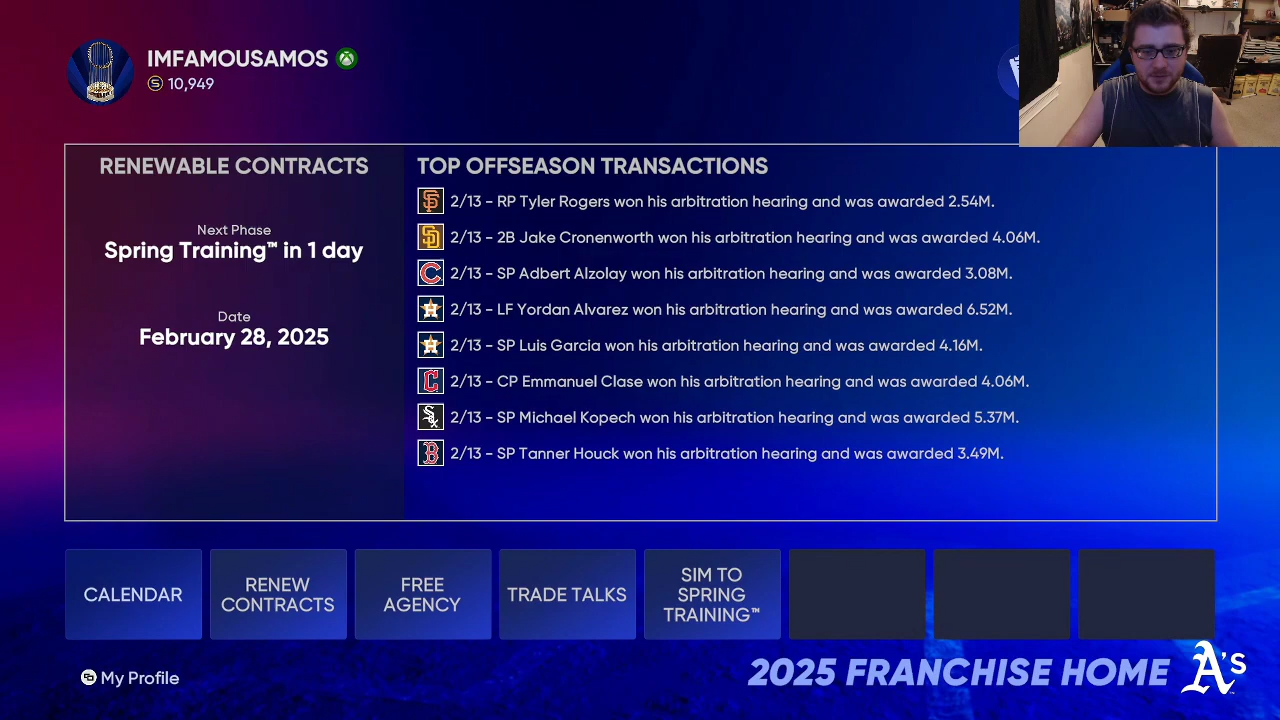 IMFAMOUSAMOS
S 10,949
RENEWABLE CONTRACTS
Next Phase
Spring Training™ in 1 day
Date
February 28, 2025
TOP OFFSEASON TRANSACTIONS
2/13 - RP Tyler Rogers won his arbitration hearing and was awarded 2.54M.
2/13 - 2B Jake Cronenworth won his arbitration hearing and was awarded 4.06M.
2/13 - SP Adbert Alzolay won his arbitration hearing and was awarded 3.08M.
2/13 - LF Yordan Alvarez won his arbitration hearing and was awarded 6.52M.
2/13 - SP Luis Garcia won his arbitration hearing and was awarded 4.16M.
2/13 - CP Emmanuel Clase won his arbitration hearing and was awarded 4.06M.
2/13 - SP Michael Kopech won his arbitration hearing and was awarded 5.37M.
2/13 - SP Tanner Houck won his arbitration hearing and was awarded 3.49M.
CALENDAR
RENEW
CONTRACTS
FREE
AGENCY
TRADE TALKS
SIM TO
SPRING
TRAINING™
My Profile
2025 FRANCHISE HOME A's